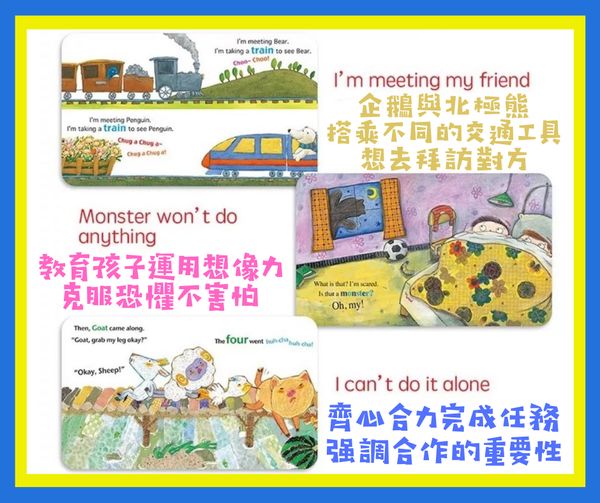 I'm meeting Bear.
I'm taking a train to see Bear.
Choo~ Choo!
I'm meeting Penguin.
I'm taking a train to see Penguin.
Chug a Chug a~
Chug a Chug a!
I'm meeting my friend
企鵝與北極熊
搭乘不同的交通工具
想去拜訪對方
Monster won't do
anything
教育孩子運用想像力
克服恐懼不害怕
What is that? I'm scared.
Is that a monster?
Oh, my!
Then, Goat came along.
"Goat, grab my leg okay?"
"Okay, Sheep!"
The four went huh-cha
huh-cha!
I can't do it alone
齊心合力完成任務
强調合作的重要性